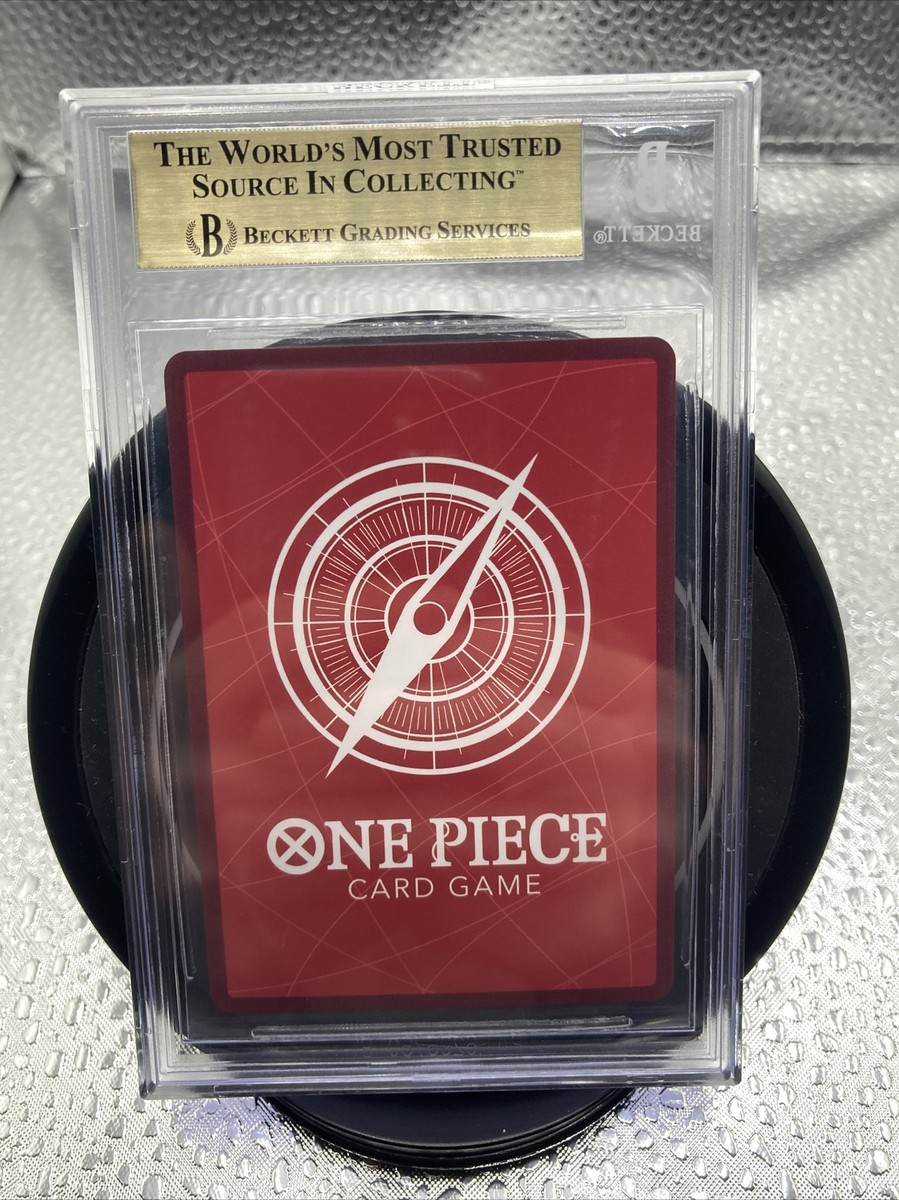 THE WORLD'S MOST TRUSTED
SOURCE IN COLLECTING™
B BECKETT GRADING SERVICES
B
BECKETT®
ONE PIECE
CARD GAME